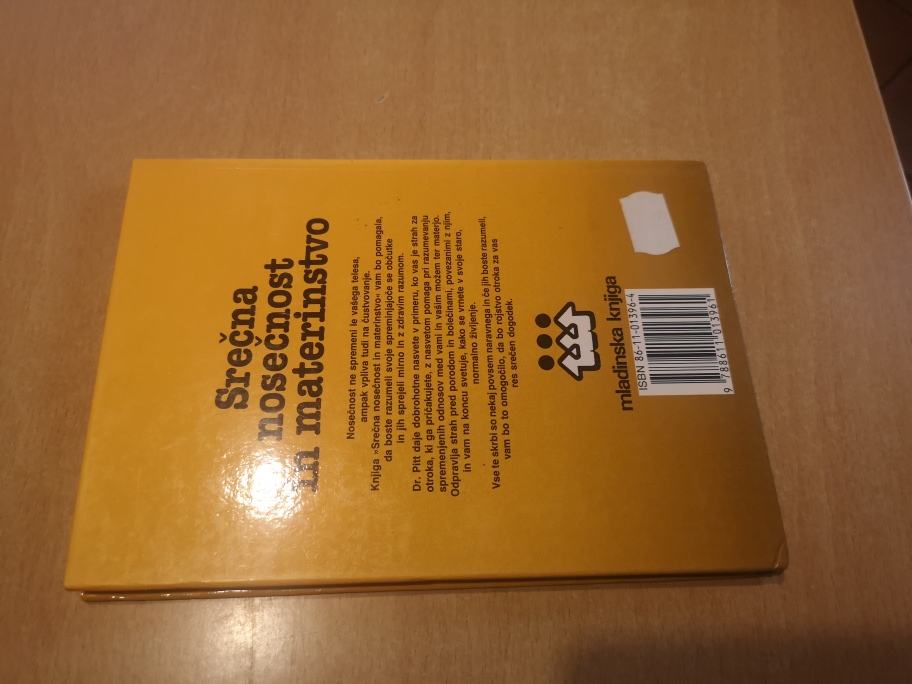 Srečna
nosečnost
in materinstvo
Nosečnost ne spremeni le vašega telesa,
ampak vpliva tudi na čustvovanje.
Knjiga »Srečna nosečnost in materinstvo« vam bo pomagala,
da boste razumeli svoje spreminjajoče se občutke
in jih sprejeli mirno in z zdravim razumom.
Dr. Pitt daje dobrohotne nasvete v primeru, ko vas je strah za
otroka, ki ga pričakujete, z nasvetom pomaga pri razumevanju
spremenjenih odnosov med vami in vašim možem ter materjo.
Odpravlja strah pred porodom in bolečinami, povezanimi z njim,
in vam na koncu svetuje, kako se vrnete v svoje staro,
normalno življenje.
Vse te skrbi so nekaj povsem naravnega in če jih boste razumeli,
vam bo to omogočilo, da bo rojstvo otroka za vas
res srečen dogodek.
mladinska knjiga
ISBN 86-11-01396-4
9 788611 013961